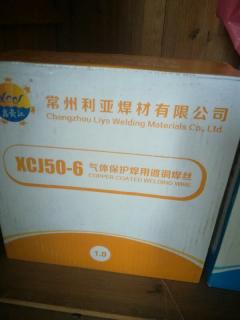 常州利亚焊材有限公司
Changzhou Liya Welding Materials Co., Ltd.
XCJ50-6 气体保护焊用镀铜焊丝
COPPER COATED WELDING WIRE
1.0